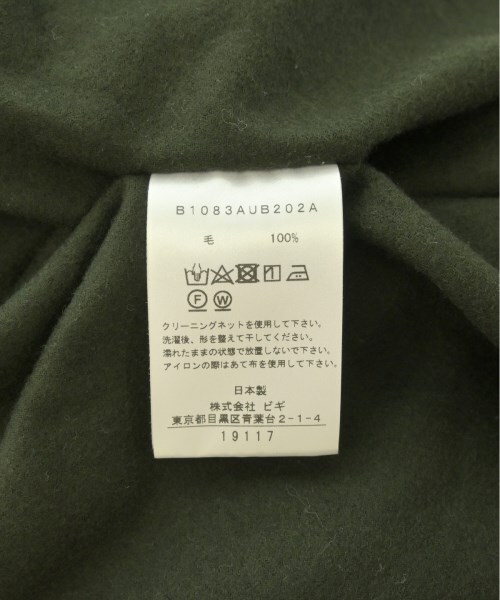 B1083AUB202A
毛 100%
F W
クリーニングネットを使用して下さい。
洗濯後、形を整えて干してください。
濡れたままの状態で放置しないで下さい。
アイロンの際はあて布を使用して下さい。
日本製
株式会社 ビギ
東京都目黒区青葉台2-1-4
19117